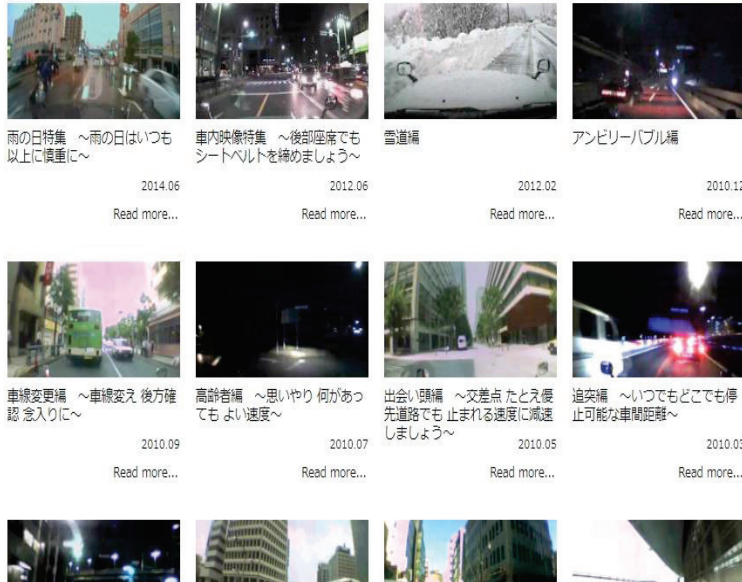 雨の日特集　～雨の日はいつも
以上に慎重に～
2014.06
Read more...
車内映像特集　～後部座席でも
シートベルトを締めましょう～
2012.06
Read more...
雪道編
2012.02
Read more...
アンビリーバブル編
2010.12
Read more...
車線変更編　～車線変え 後方確
認 念入りに～
2010.09
Read more...
高齢者編　～思いやり 何があっ
ても よい速度～
2010.07
Read more...
出会い頭編　～交差点 たとえ優
先道路でも 止まれる速度に減速
しましょう～
2010.05
Read more...
追突編　～いつでもどこでも停
止可能な車間距離～
2010.03
Read more...